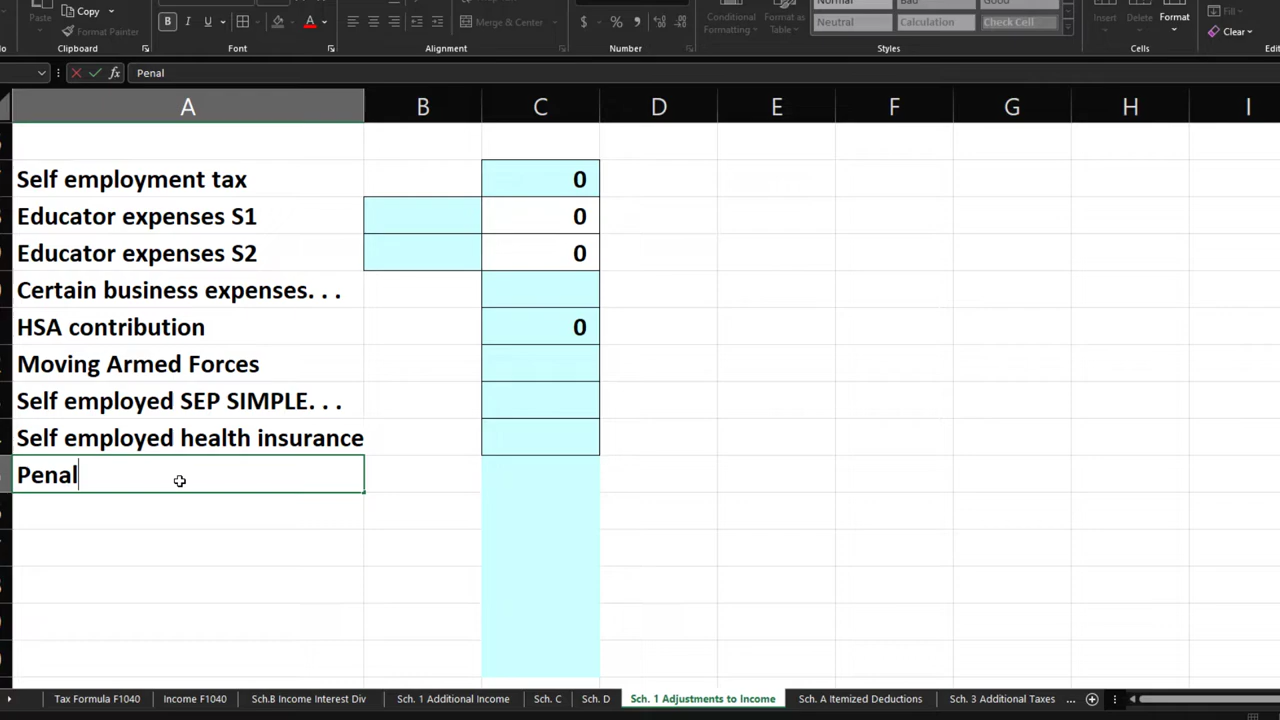 Copy
Paste
Format Painter
B I U A
$ %
Merge & Center
Conditional Formatting
Format as Table
Normal Bad Good
Neutral Calculation Check Cell
Insert Delete Format
Fill
Clear
Clipboard Font Alignment Number Styles Cells
fx Penal
A B C D E F G H I
Self employment tax 0
Educator expenses S1 0
Educator expenses S2 0
Certain business expenses. . .
HSA contribution 0
Moving Armed Forces
Self employed SEP SIMPLE. . .
Self employed health insurance
Penal
Tax Formula F1040 Income F1040 Sch.B Income Interest Div Sch. 1 Additional Income Sch. C Sch. D Sch. 1 Adjustments to Income Sch. A Itemized Deductions Sch. 3 Additional Taxes ...